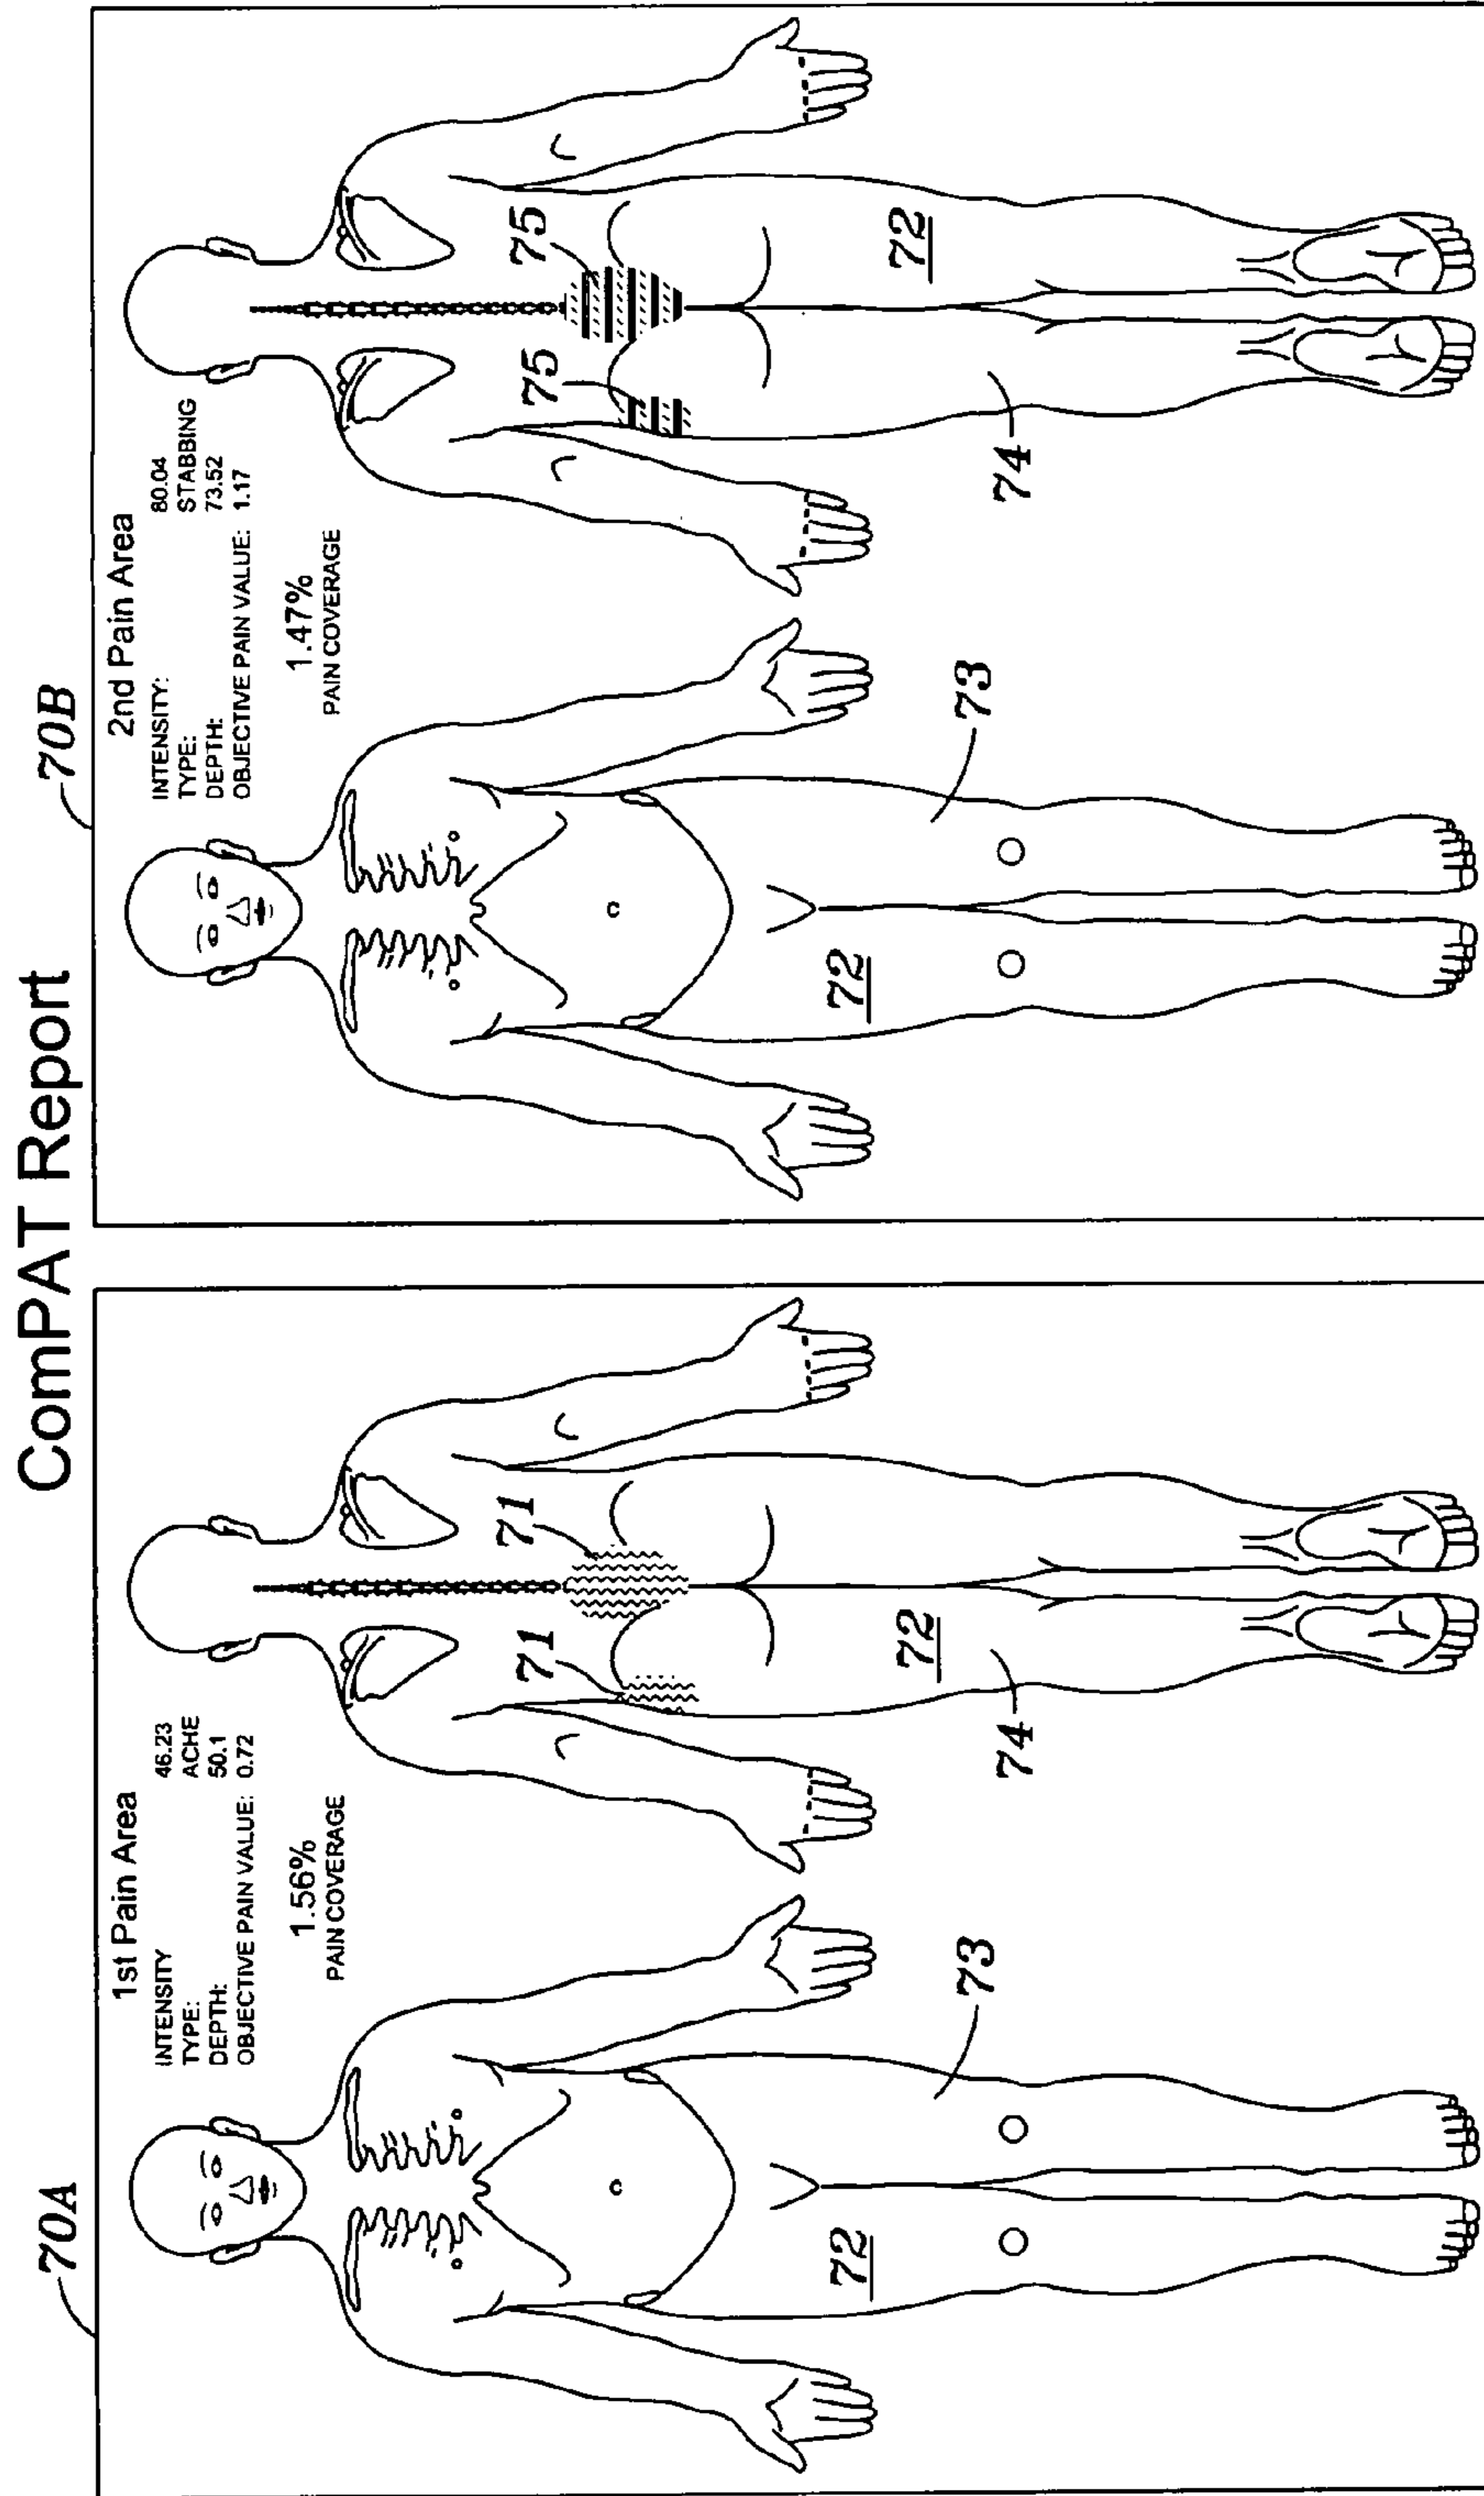 ComPAT Report
70A
1st Pain Area
INTENSITY 46.23
TYPE: ACHE
DEPTH: 50.1
OBJECTIVE PAIN VALUE: 0.72
1.56%
PAIN COVERAGE
71
71
72
72
73
74
70B
2nd Pain Area
INTENSITY: 80.04
TYPE: STABBING
DEPTH: 73.52
OBJECTIVE PAIN VALUE: 1.17
1.47%
PAIN COVERAGE
75
75
72
72
73
74